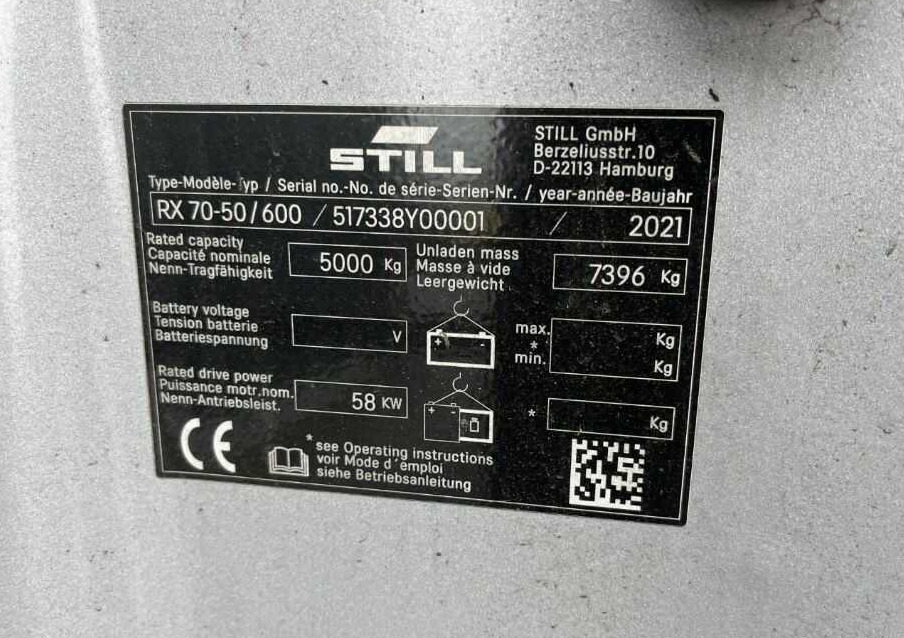 STILL
STILL GmbH
Berzeliusstr.10
D-22113 Hamburg
Type-Modèle-Typ / Serial no.-No. de série-Serien-Nr. / year-année-Baujahr
RX 70-50/600 / 517338Y00001 / 2021
Rated capacity
Capacité nominale
Nenn-Tragfähigkeit
5000 Kg
Unladen mass
Masse à vide
Leergewicht
7396 Kg
Battery voltage
Tension batterie
Batteriespannung
V
max.
*
min.
Kg
Kg
Rated drive power
Puissance motr.nom.
Nenn-Antriebsleist.
58 KW
*
Kg
CE
* see Operating instructions
voir Mode d'emploi
siehe Betriebsanleitung